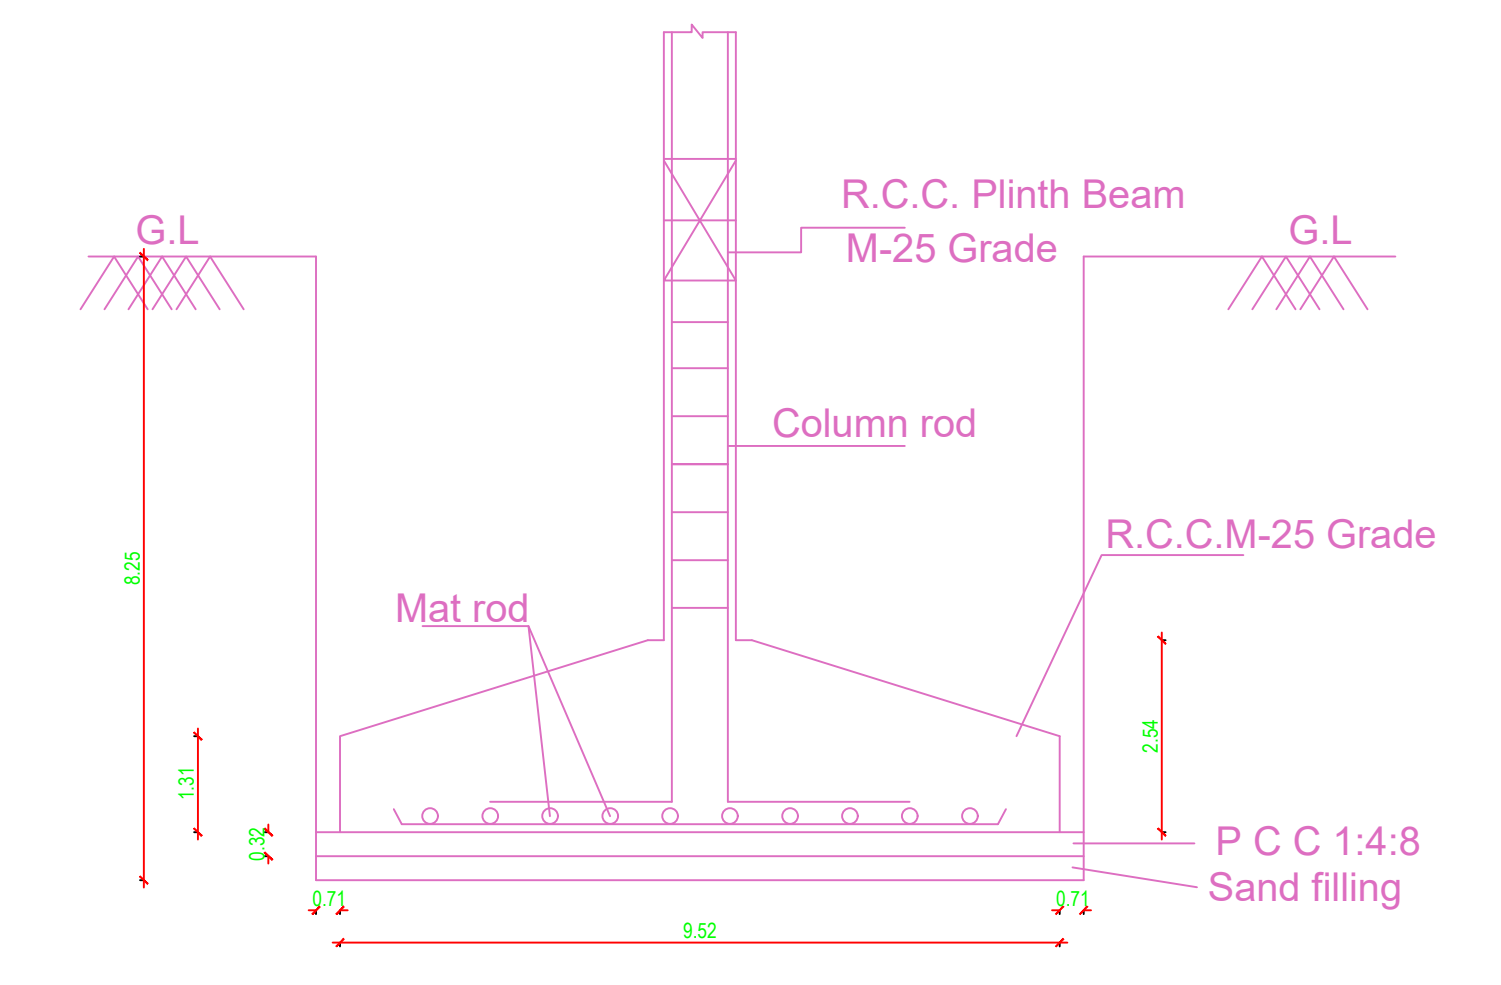 R.C.C. Plinth Beam
M-25 Grade
G.L
G.L
Column rod
R.C.C.M-25 Grade
8.25
Mat rod
2.54
1.31
0.32
P C C 1:4:8
Sand filling
0.71
0.71
9.52